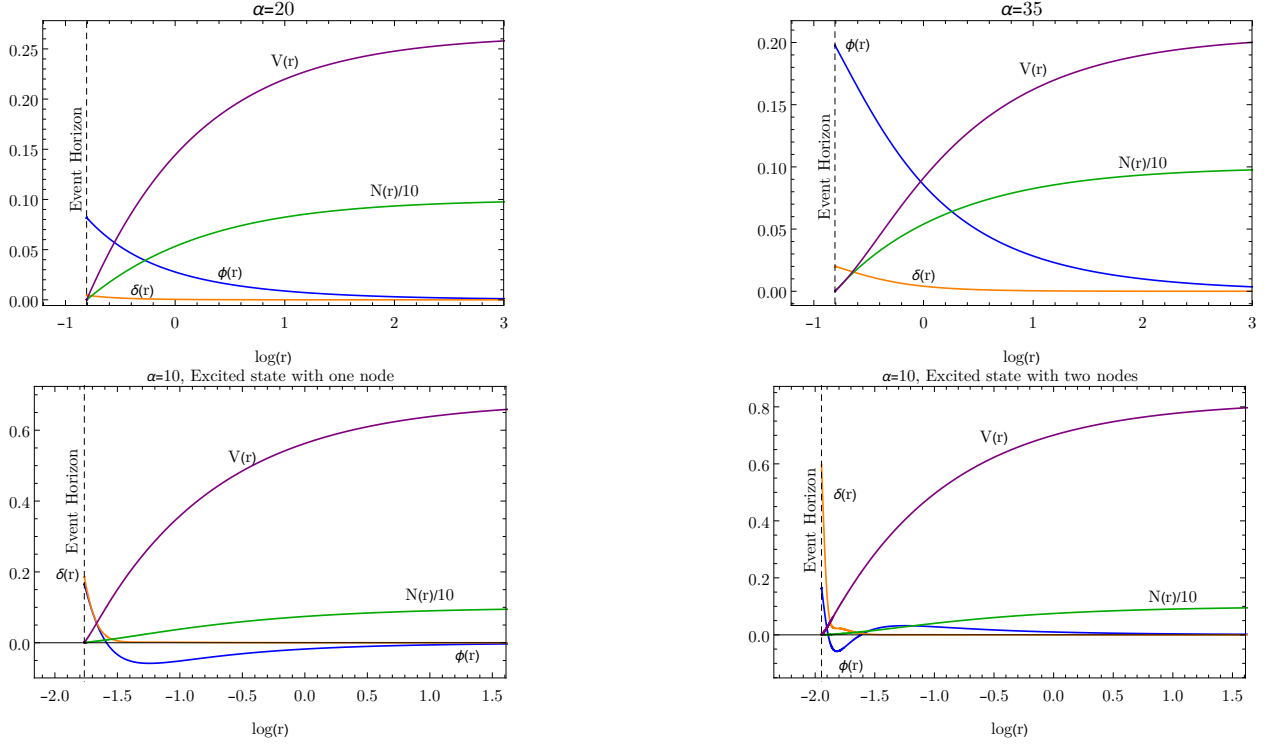 α=20
0.25
0.20
0.15
0.10
0.05
0.00
Event Horizon
V(r)
N(r)/10
ϕ(r)
δ(r)
−1
0
1
2
3
log(r)
α=35
0.20
0.15
0.10
0.05
0.00
Event Horizon
ϕ(r)
V(r)
N(r)/10
δ(r)
−1
0
1
2
3
log(r)
α=10, Excited state with one node
0.6
0.4
0.2
0.0
Event Horizon
V(r)
δ(r)
N(r)/10
ϕ(r)
−2.0
−1.5
−1.0
−0.5
0.0
0.5
1.0
1.5
log(r)
α=10, Excited state with two nodes
0.8
0.6
0.4
0.2
0.0
Event Horizon
V(r)
δ(r)
N(r)/10
ϕ(r)
−2.0
−1.5
−1.0
−0.5
0.0
0.5
1.0
1.5
log(r)